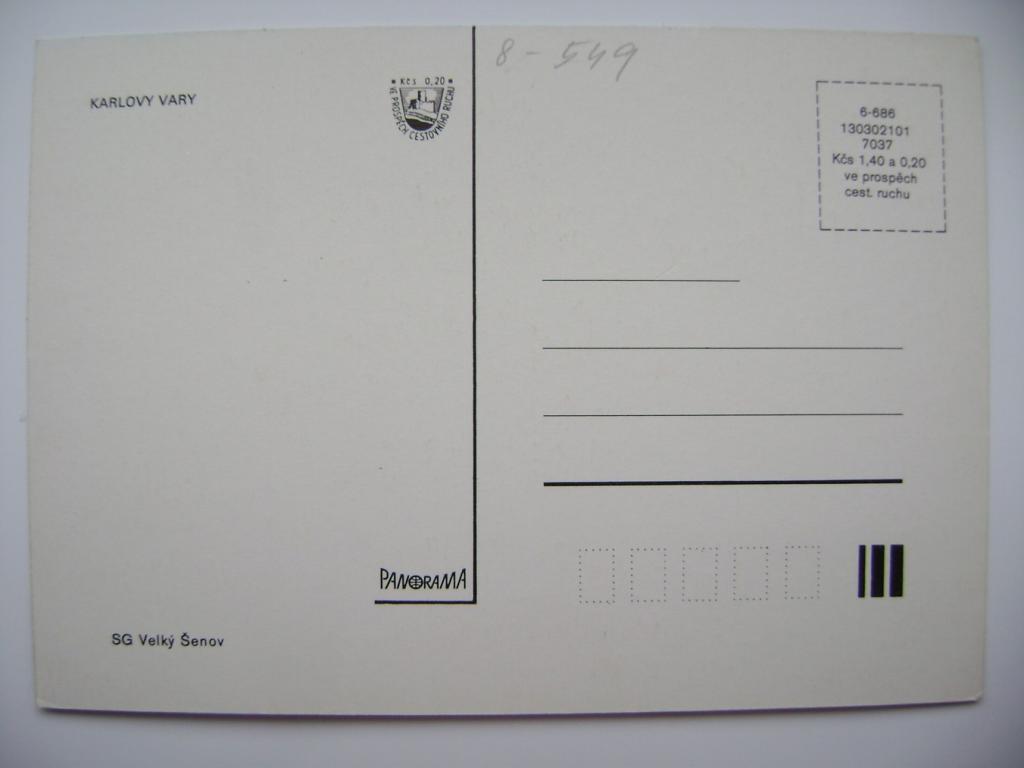 8-549
KARLOVY VARY
Kčs 0,20
VE PROSPĚCH CESTOVNÍHO RUCHU
6-686
130302101
7037
Kčs 1,40 a 0,20
ve prospěch
cest. ruchu
PANORAMA
SG Velký Šenov